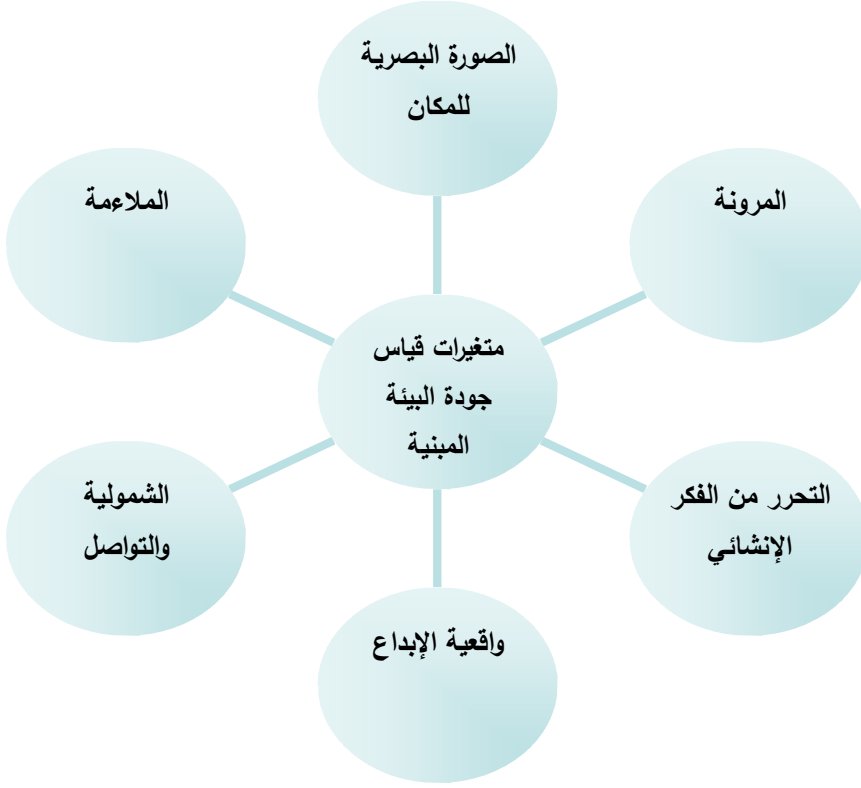 الصورة البصرية
للمكان
الملاءمة
المرونة
متغيرات قياس
جودة البيئة
المبنية
الشمولية
والتواصل
التحرر من الفكر
الإنشائي
واقعية الإبداع